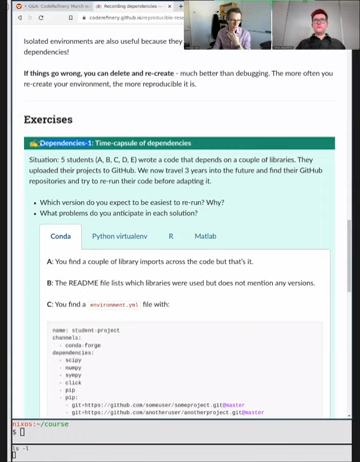 Q&A: CodeRefinery March
Recording dependencies —
coderefinery.github.io/reproducible-rese
Isolated environments are also useful because they
dependencies!
If things go wrong, you can delete and re-create - much better than debugging. The more often you
re-create your environment, the more reproducible it is.
Exercises
Dependencies-1: Time-capsule of dependencies
Situation: 5 students (A, B, C, D, E) wrote a code that depends on a couple of libraries. They
uploaded their projects to GitHub. We now travel 3 years into the future and find their GitHub
repositories and try to re-run their code before adapting it.
• Which version do you expect to be easiest to re-run? Why?
• What problems do you anticipate in each solution?
Conda Python virtualenv R Matlab
A: You find a couple of library imports across the code but that's it.
B: The README file lists which libraries were used but does not mention any versions.
C: You find a environment.yml file with:
name: student-project
channels:
- conda-forge
dependencies:
- scipy
- numpy
- sympy
- click
- pip
- pip:
- git+https://github.com/someuser/someproject.git@master
- git+https://github.com/anotheruser/anotherproject.git@master
nixos:~/course
$
ls -l